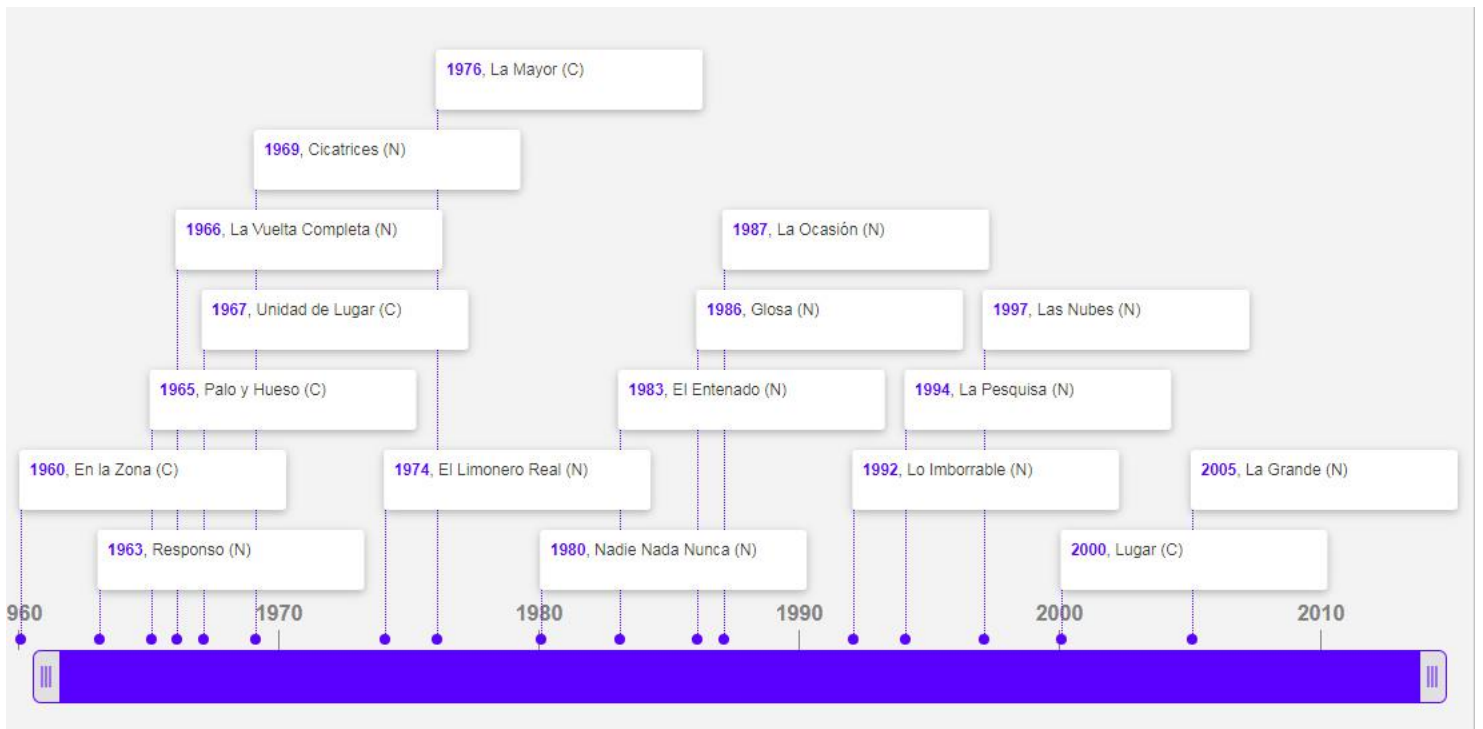 1976, La Mayor (C)
1969, Cicatrices (N)
1966, La Vuelta Completa (N)
1987, La Ocasión (N)
1967, Unidad de Lugar (C)
1986, Glosa (N)
1997, Las Nubes (N)
1965, Palo y Hueso (C)
1983, El Entenado (N)
1994, La Pesquisa (N)
1960, En la Zona (C)
1974, El Limonero Real (N)
1992, Lo Imborrable (N)
2005, La Grande (N)
1963, Responso (N)
1980, Nadie Nada Nunca (N)
2000, Lugar (C)
960 1970 1980 1990 2000 2010